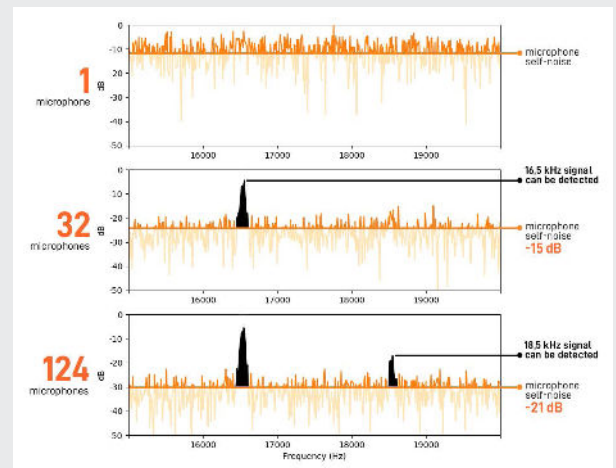 0
-10
-20
-30
-40
-50
dB
1
microphone
microphone
self-noise
16000
17000
18000
19000
0
-10
-20
-30
-40
-50
dB
32
microphones
16,5 kHz signal
can be detected
microphone
self-noise
-15 dB
16000
17000
18000
19000
0
-10
-20
-30
-40
-50
dB
124
microphones
18,5 kHz signal
can be detected
microphone
self-noise
-21 dB
16000
17000
18000
19000
Frequency (Hz)